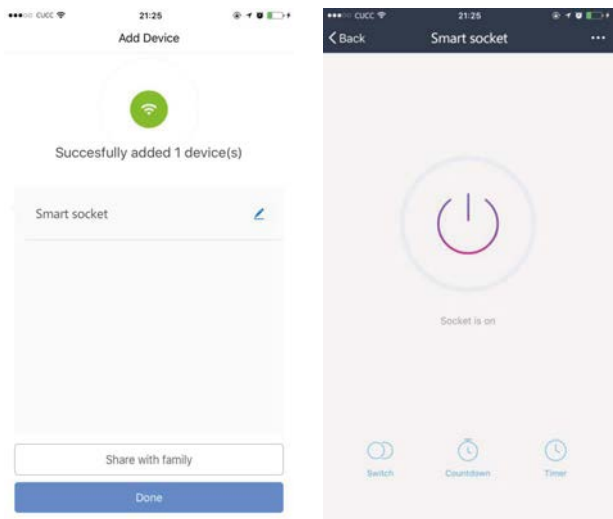 CUCC 21:25
Add Device
Succesfully added 1 device(s)
Smart socket
Share with family
Done
CUCC 21:25
Back Smart socket
Socket is on
Switch Countdown Timer